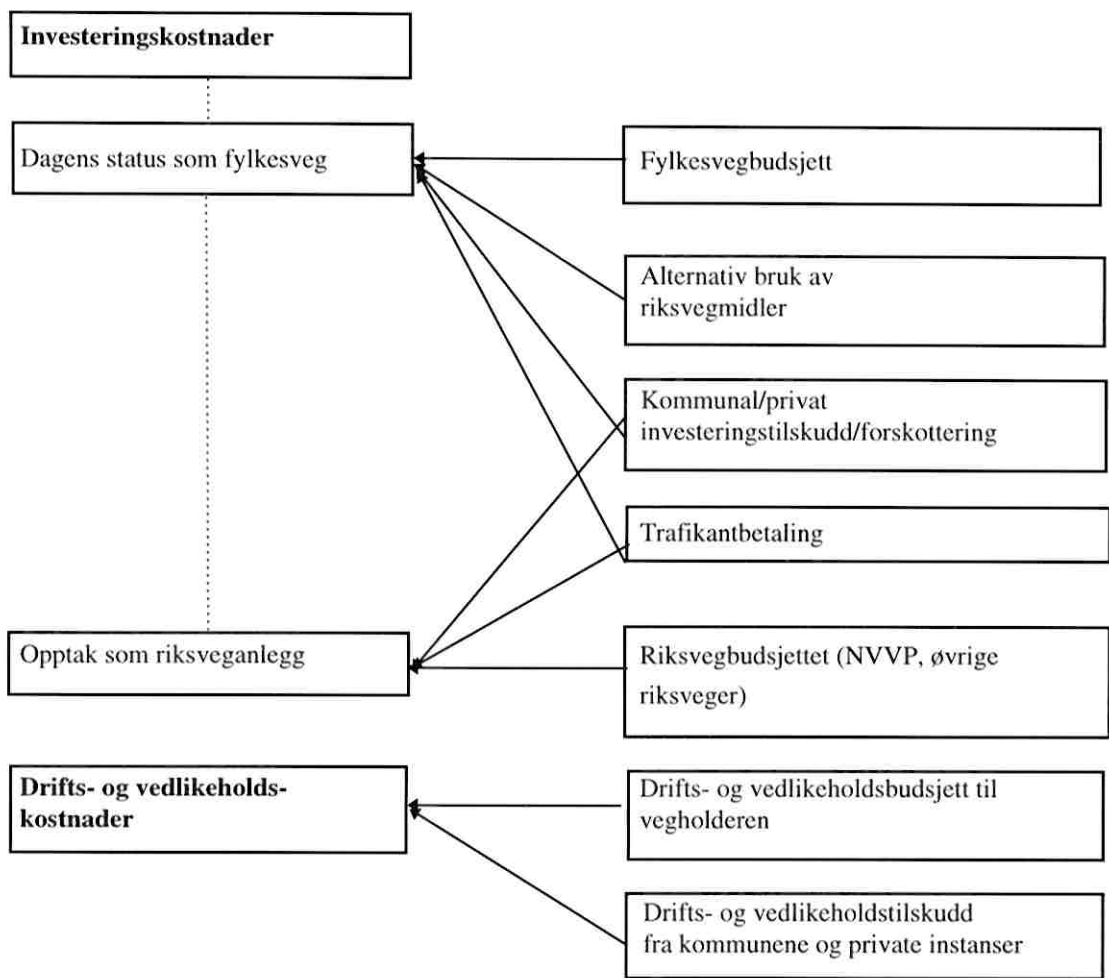 Investeringskostnader
Dagens status som fylkesveg
Fylkesvegbudsjett
Alternativ bruk av
riksvegmidler
Kommunal/privat
investeringstilskudd/forskottering
Trafikantbetaling
Opptak som riksveganlegg
Riksvegbudsjettet (NVVP, øvrige
riksveger)
Drifts- og vedlikeholds-
kostnader
Drifts- og vedlikeholdsbudsjett til
vegholderen
Drifts- og vedlikeholdstilskudd
fra kommunene og private instanser